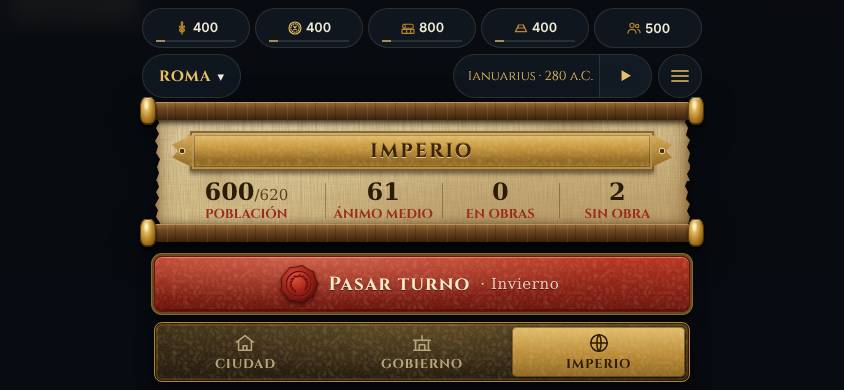 400 400 800 400 500
ROMA ▾ Ianuarius · 280 a.C.
IMPERIO
600/620 61 0 2
POBLACIÓN ÁNIMO MEDIO EN OBRAS SIN OBRA
Pasar turno · Invierno
CIUDAD GOBIERNO IMPERIO